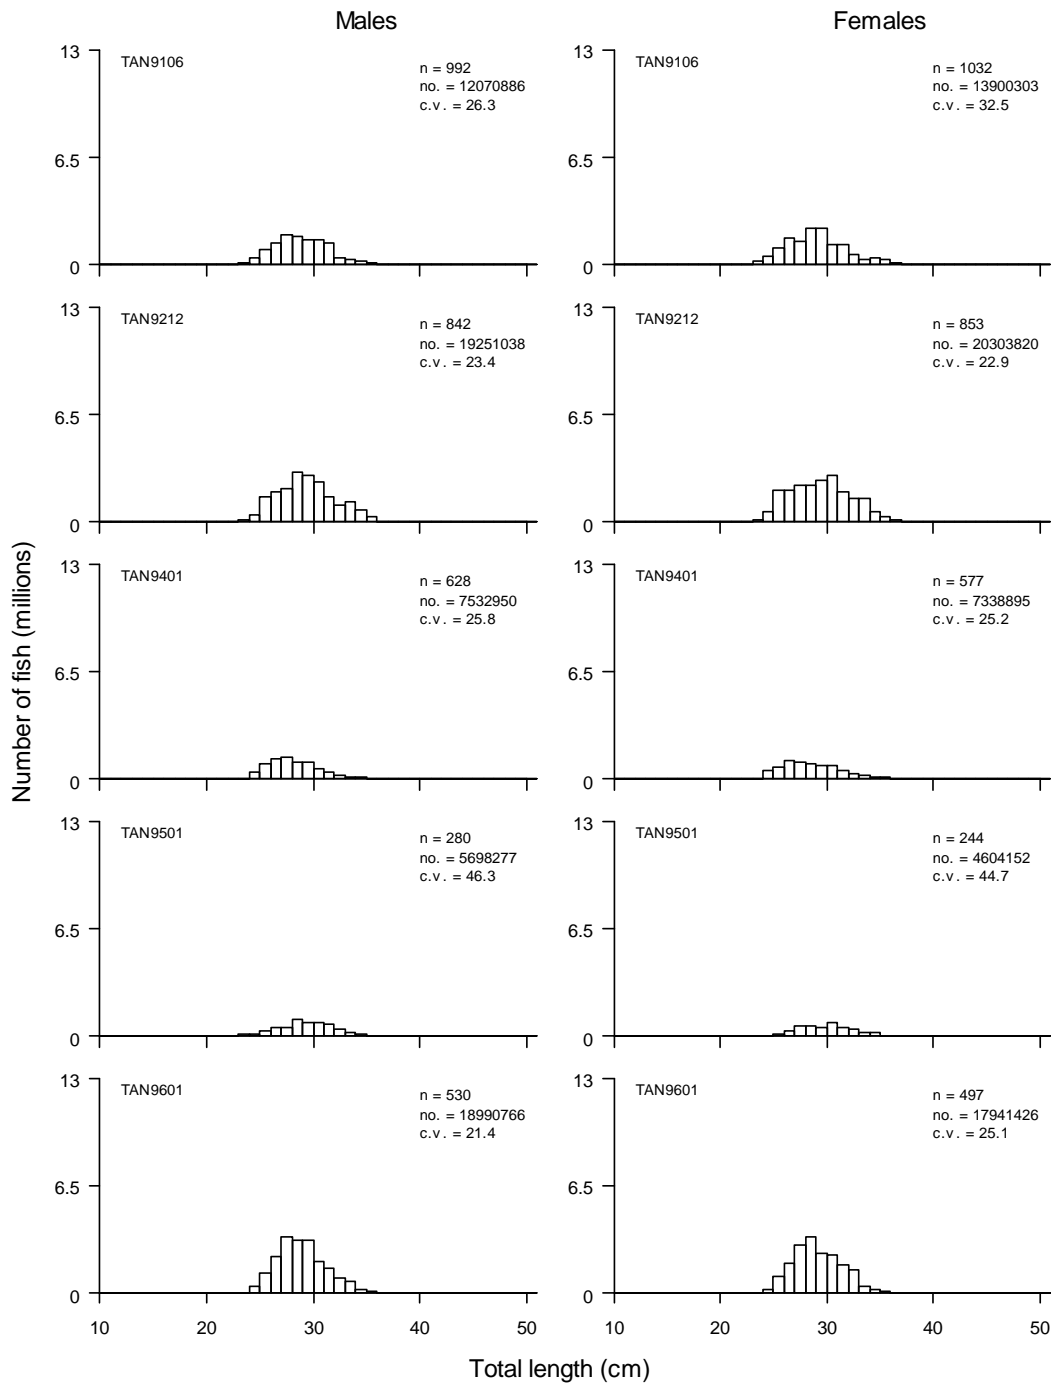 Males
Females
13
TAN9106
n = 992
no. = 12070886
c.v. = 26.3
6.5
0
TAN9106
n = 1032
no. = 13900303
c.v. = 32.5
13
TAN9212
n = 842
no. = 19251038
c.v. = 23.4
6.5
0
13
TAN9212
n = 853
no. = 20303820
c.v. = 22.9
6.5
0
13
6.5
0
Number of fish (millions)
13
TAN9401
n = 628
no. = 7532950
c.v. = 25.8
6.5
0
13
TAN9401
n = 577
no. = 7338895
c.v. = 25.2
6.5
0
13
TAN9501
n = 280
no. = 5698277
c.v. = 46.3
6.5
0
13
TAN9501
n = 244
no. = 4604152
c.v. = 44.7
6.5
0
13
TAN9601
n = 530
no. = 18990766
c.v. = 21.4
6.5
0
10 20 30 40 50
13
TAN9601
n = 497
no. = 17941426
c.v. = 25.1
6.5
0
10 20 30 40 50
Total length (cm)